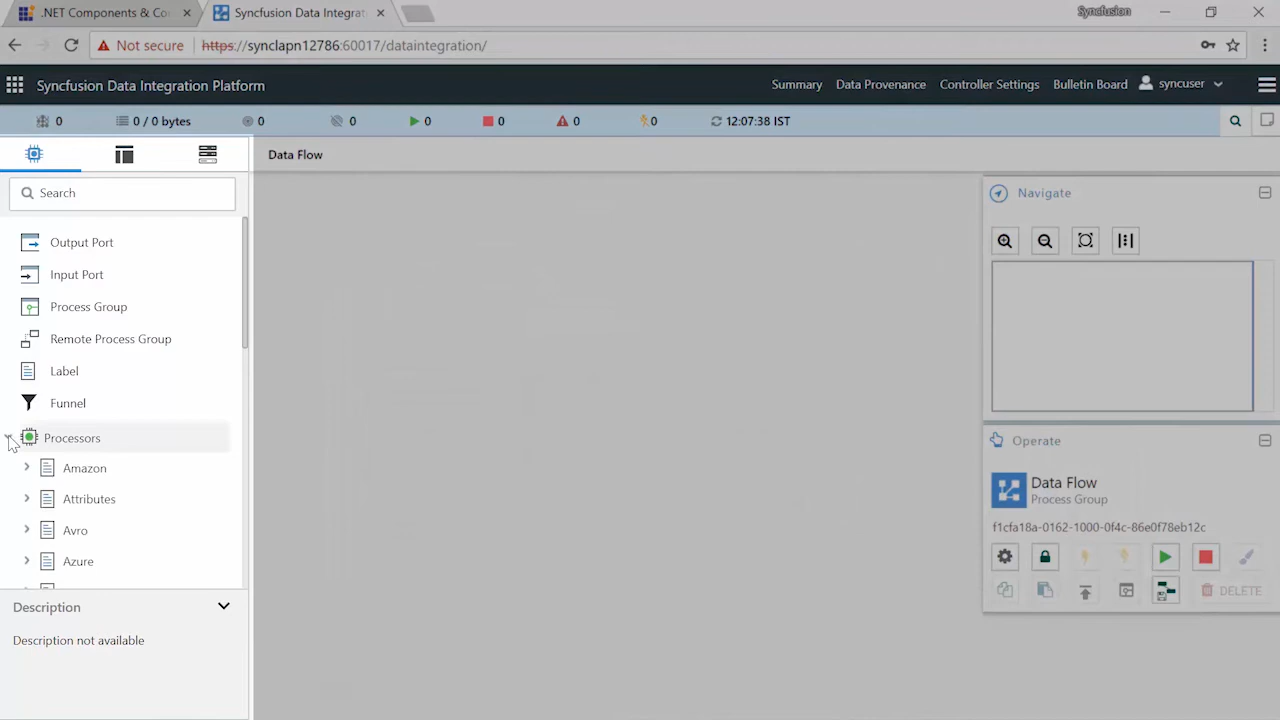 .NET Components & Co
Syncfusion Data Integrat
Syncfusion
Not secure
https://synclapn12786:60017/dataintegration/
Syncfusion Data Integration Platform
Summary
Data Provenance
Controller Settings
Bulletin Board
syncuser
0
0 / 0 bytes
0
0
0
0
0
0
12:07:38 IST
Data Flow
Search
Output Port
Input Port
Process Group
Remote Process Group
Label
Funnel
Processors
Amazon
Attributes
Avro
Azure
Description
Description not available
Navigate
Operate
Data Flow
Process Group
f1cfa18a-0162-1000-0f4c-86e0f78eb12c
DELETE